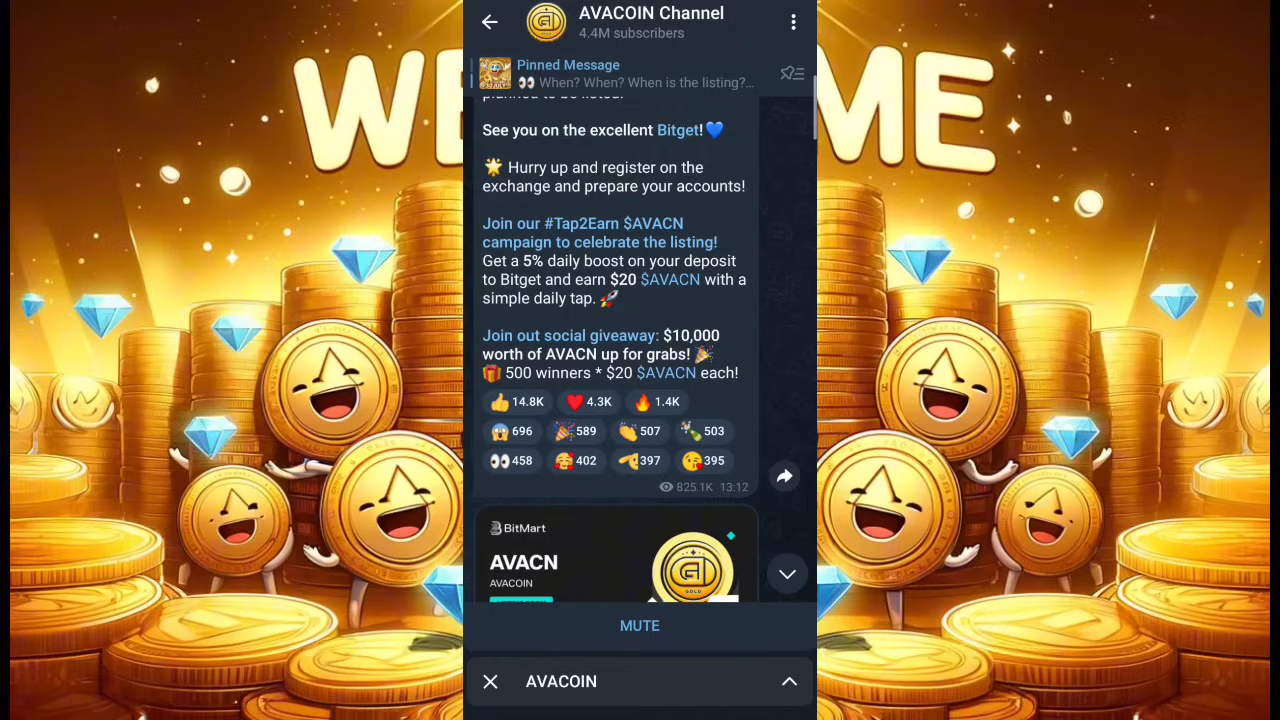 WE
ME
AVACOIN Channel
4.4M subscribers
Pinned Message
👀 When? When? When is the listing?...
See you on the excellent Bitget!💙
🌟 Hurry up and register on the
exchange and prepare your accounts!
Join our #Tap2Earn $AVACN
campaign to celebrate the listing!
Get a 5% daily boost on your deposit
to Bitget and earn $20 $AVACN with a
simple daily tap. 🚀
Join out social giveaway: $10,000
worth of AVACN up for grabs! 🎉
🎁 500 winners * $20 $AVACN each!
👍 14.8K ❤️ 4.3K 🔥 1.4K
😱 696 🎉 589 👏 507 🍾 503
👀 458 🥰 402 🫡 397 😘 395
825.1K 13:12
BitMart
AVACN
AVACOIN
GOLD
MUTE
AVACOIN